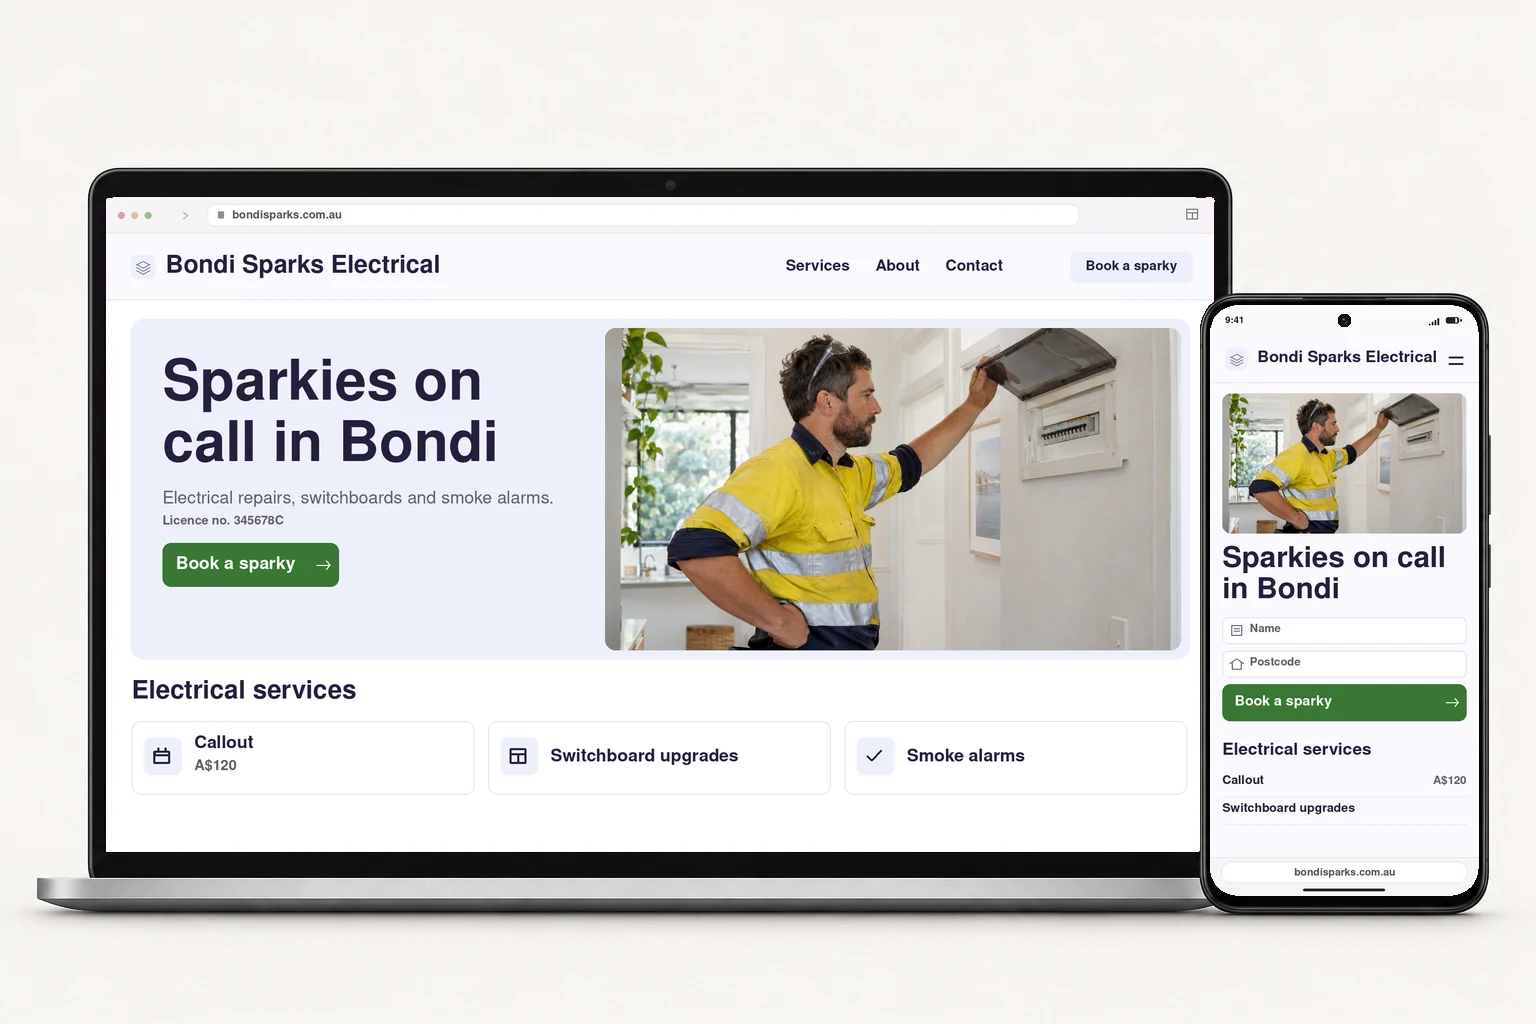 bondisparks.com.au
Bondi Sparks Electrical
Services
About
Contact
Book a sparky
Sparkies on
call in Bondi
Electrical repairs, switchboards and smoke alarms.
Licence no. 345678C
Book a sparky
Electrical services
Callout
A$120
Switchboard upgrades
Smoke alarms
9:41
Bondi Sparks Electrical
Sparkies on call
in Bondi
Name
Postcode
Book a sparky
Electrical services
Callout A$120
Switchboard upgrades
bondisparks.com.au